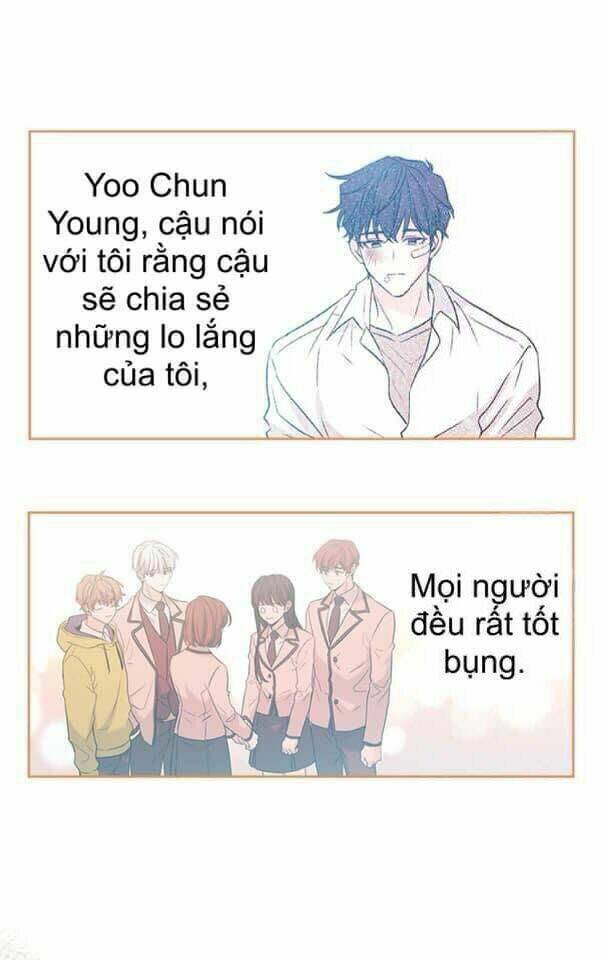 Yoo Chun
Young, cậu nói
với tôi rằng cậu
sẽ chia sẻ
những lo lắng
của tôi,
Mọi người
đều rất tốt
bụng.